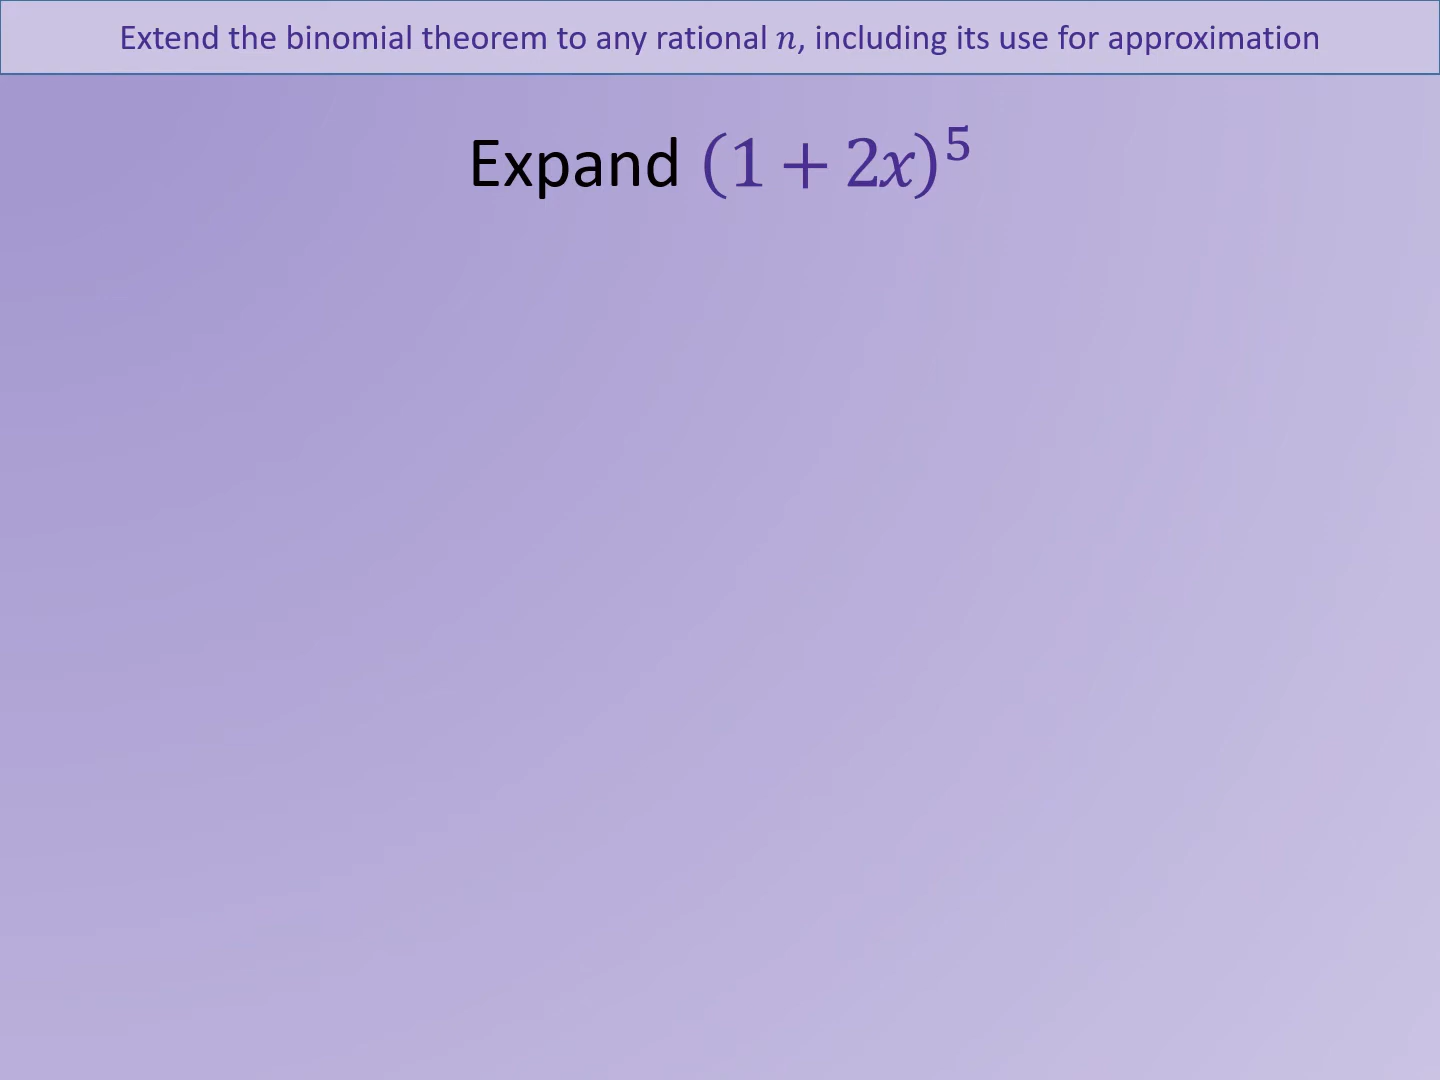 Extend the binomial theorem to any rational 𝑛, including its use for approximation
Expand (1 + 2𝑥)⁵